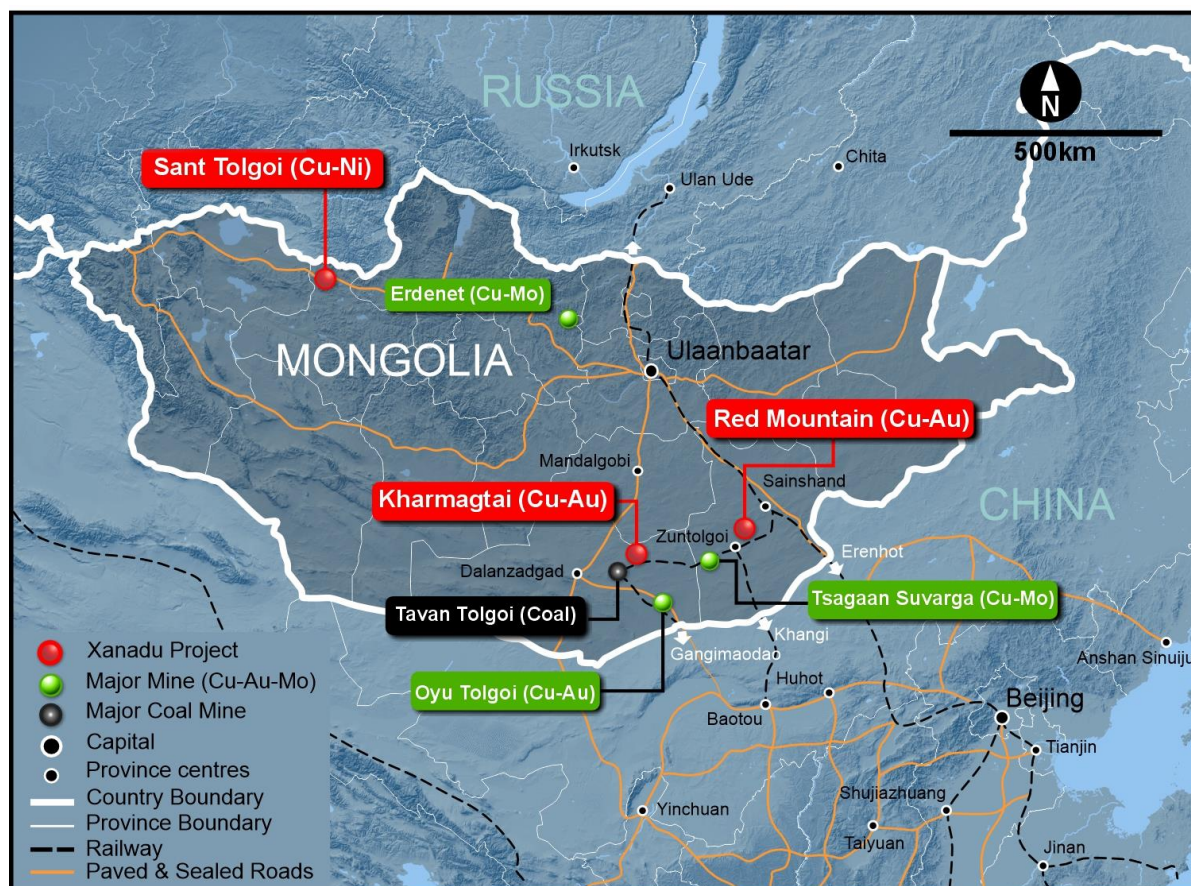 RUSSIA
N
500km
Irkutsk
Chita
Sant Tolgoi (Cu-Ni)
Ulan Ude
Erdenet (Cu-Mo)
MONGOLIA
Ulaanbaatar
Red Mountain (Cu-Au)
Mandalgobi
Sainshand
Kharmagtai (Cu-Au)
CHINA
Zuntolgoi
Erenhot
Dalanzadgad
Tavan Tolgoi (Coal)
Tsagaan Suvarga (Cu-Mo)
Khangi
Gangimaodao
Anshan Sinuiju
Oyu Tolgoi (Cu-Au)
Huhot
Baotou
Beijing
Tianjin
Shujiazhuang
Yinchuan
Taiyuan
Jinan
Xanadu Project
Major Mine (Cu-Au-Mo)
Major Coal Mine
Capital
Province centres
Country Boundary
Province Boundary
Railway
Paved & Sealed Roads